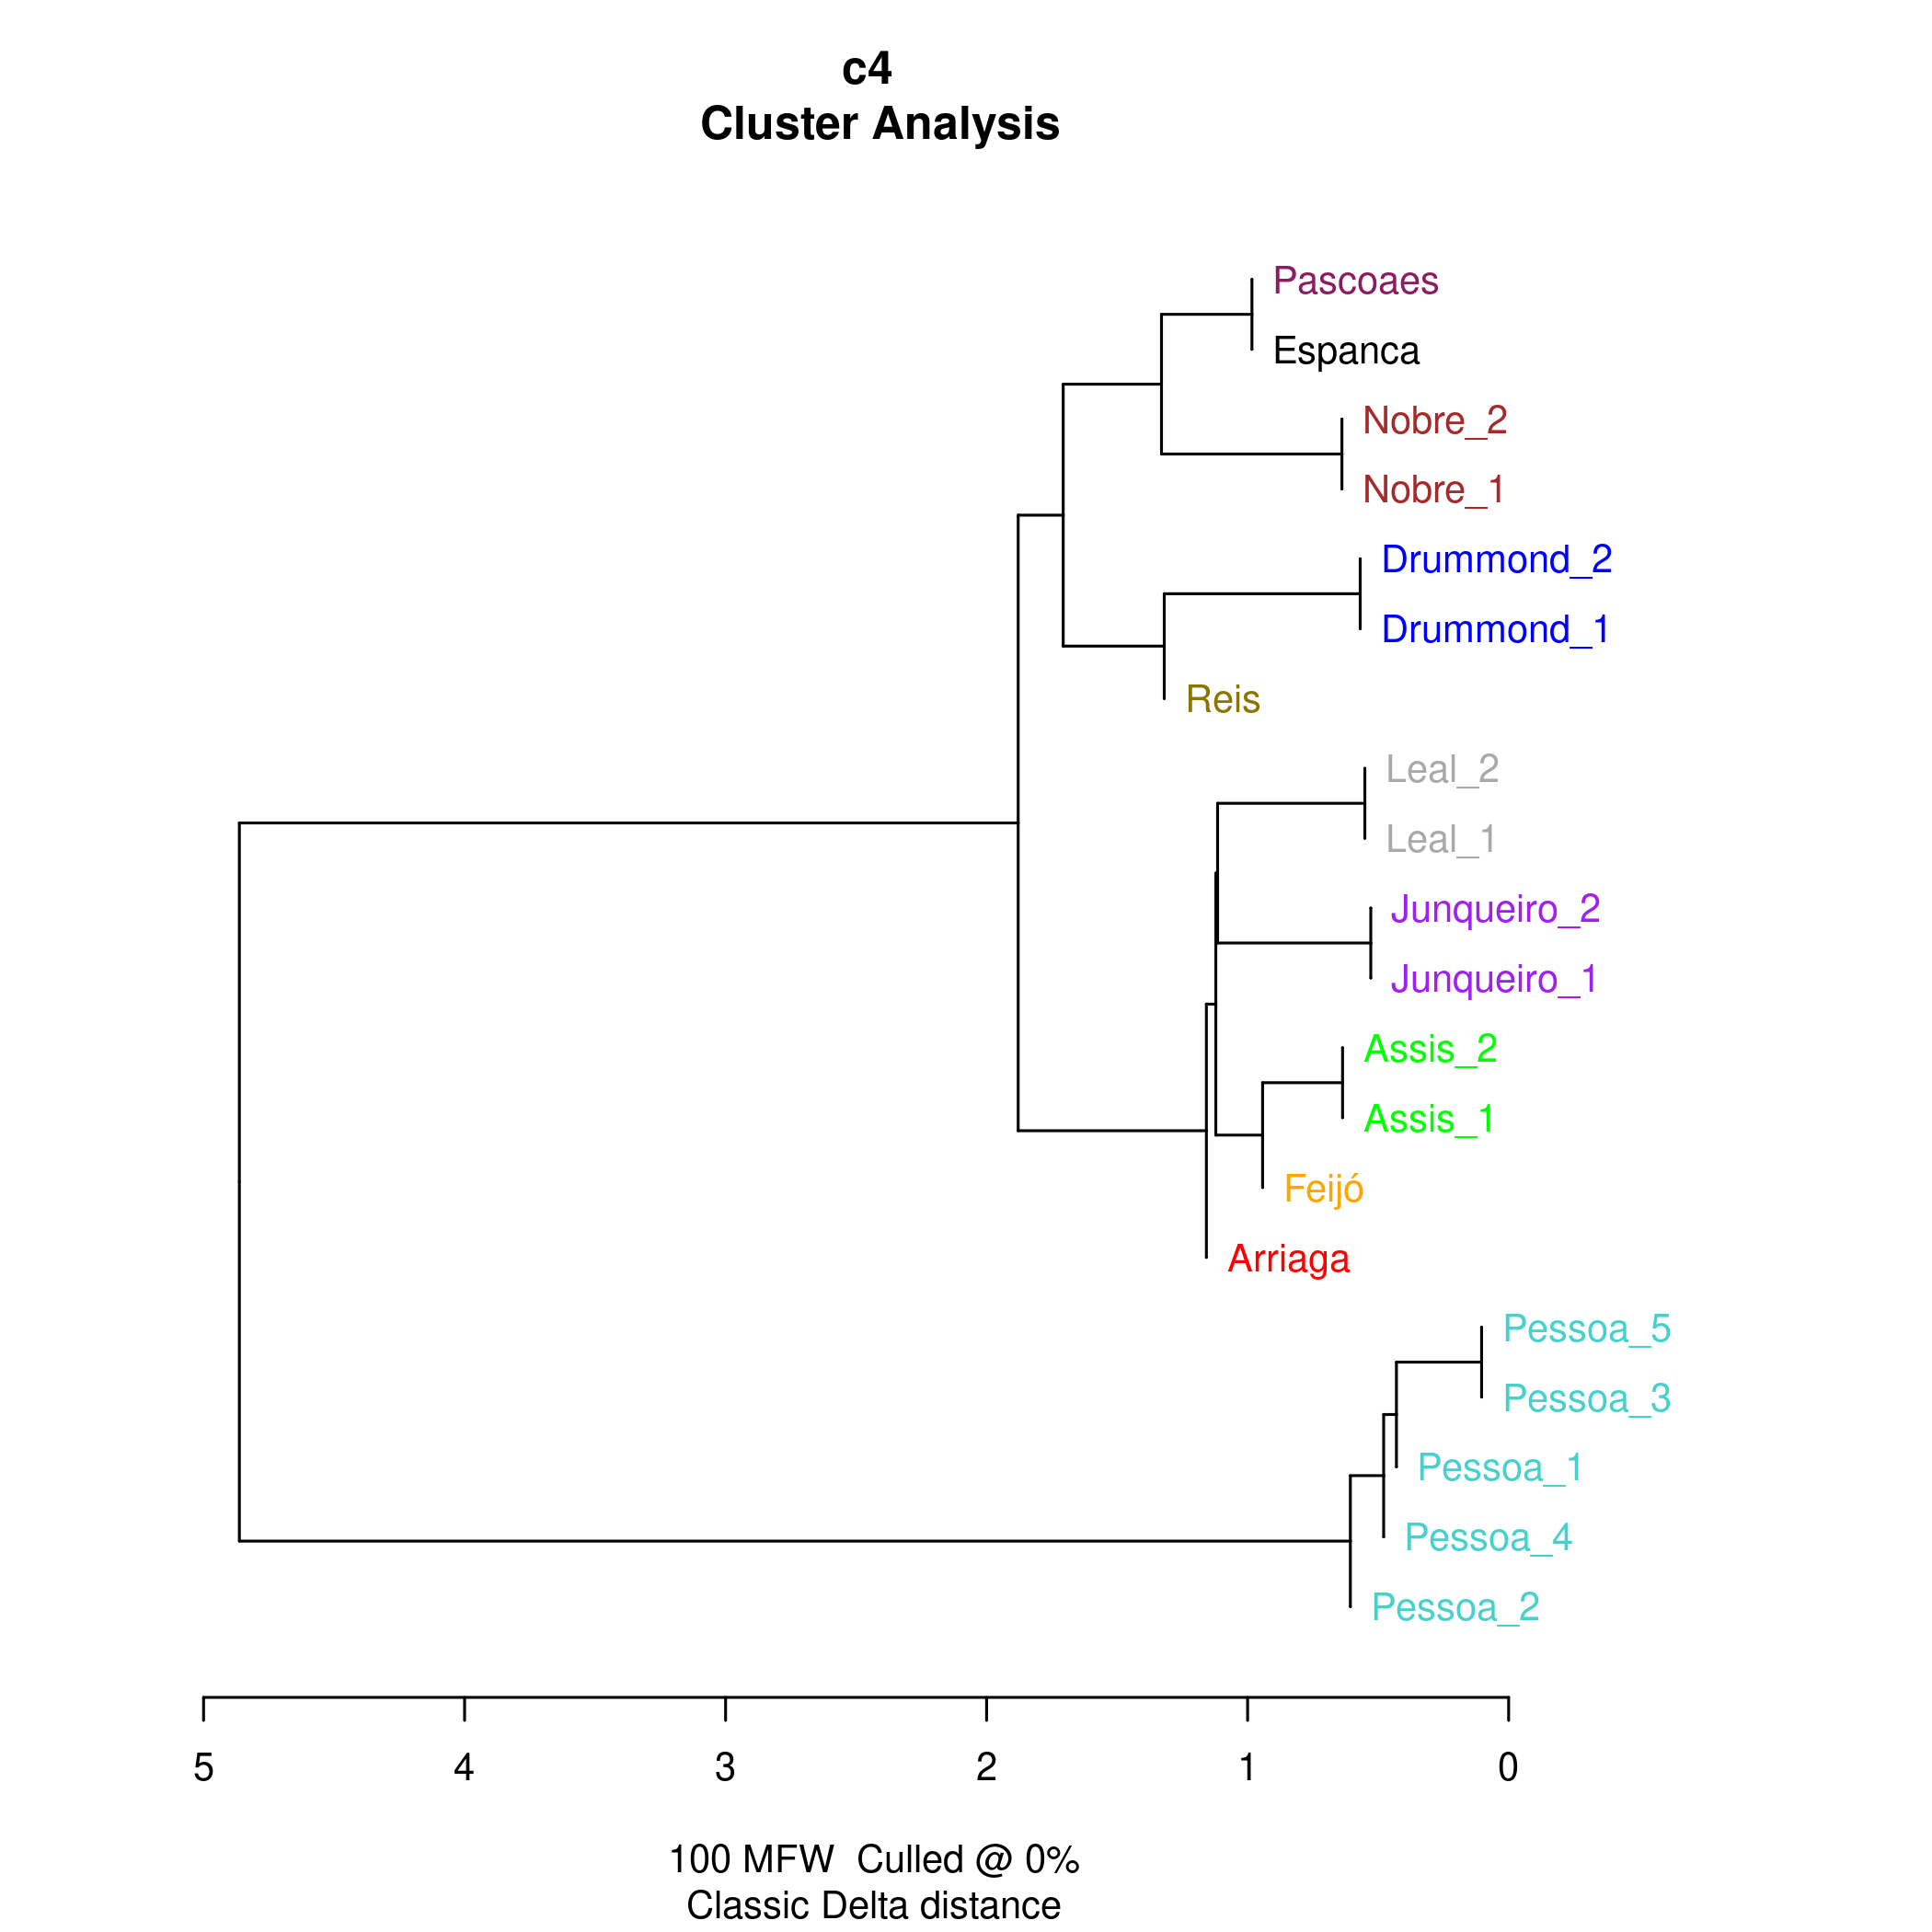 c4
Cluster Analysis
Pascoaes
Espanca
Nobre_2
Nobre_1
Drummond_2
Drummond_1
Reis
Leal_2
Leal_1
Junqueiro_2
Junqueiro_1
Assis_2
Assis_1
Feijó
Arriaga
Pessoa_5
Pessoa_3
Pessoa_1
Pessoa_4
Pessoa_2
5 4 3 2 1 0
100 MFW  Culled @ 0%
Classic Delta distance